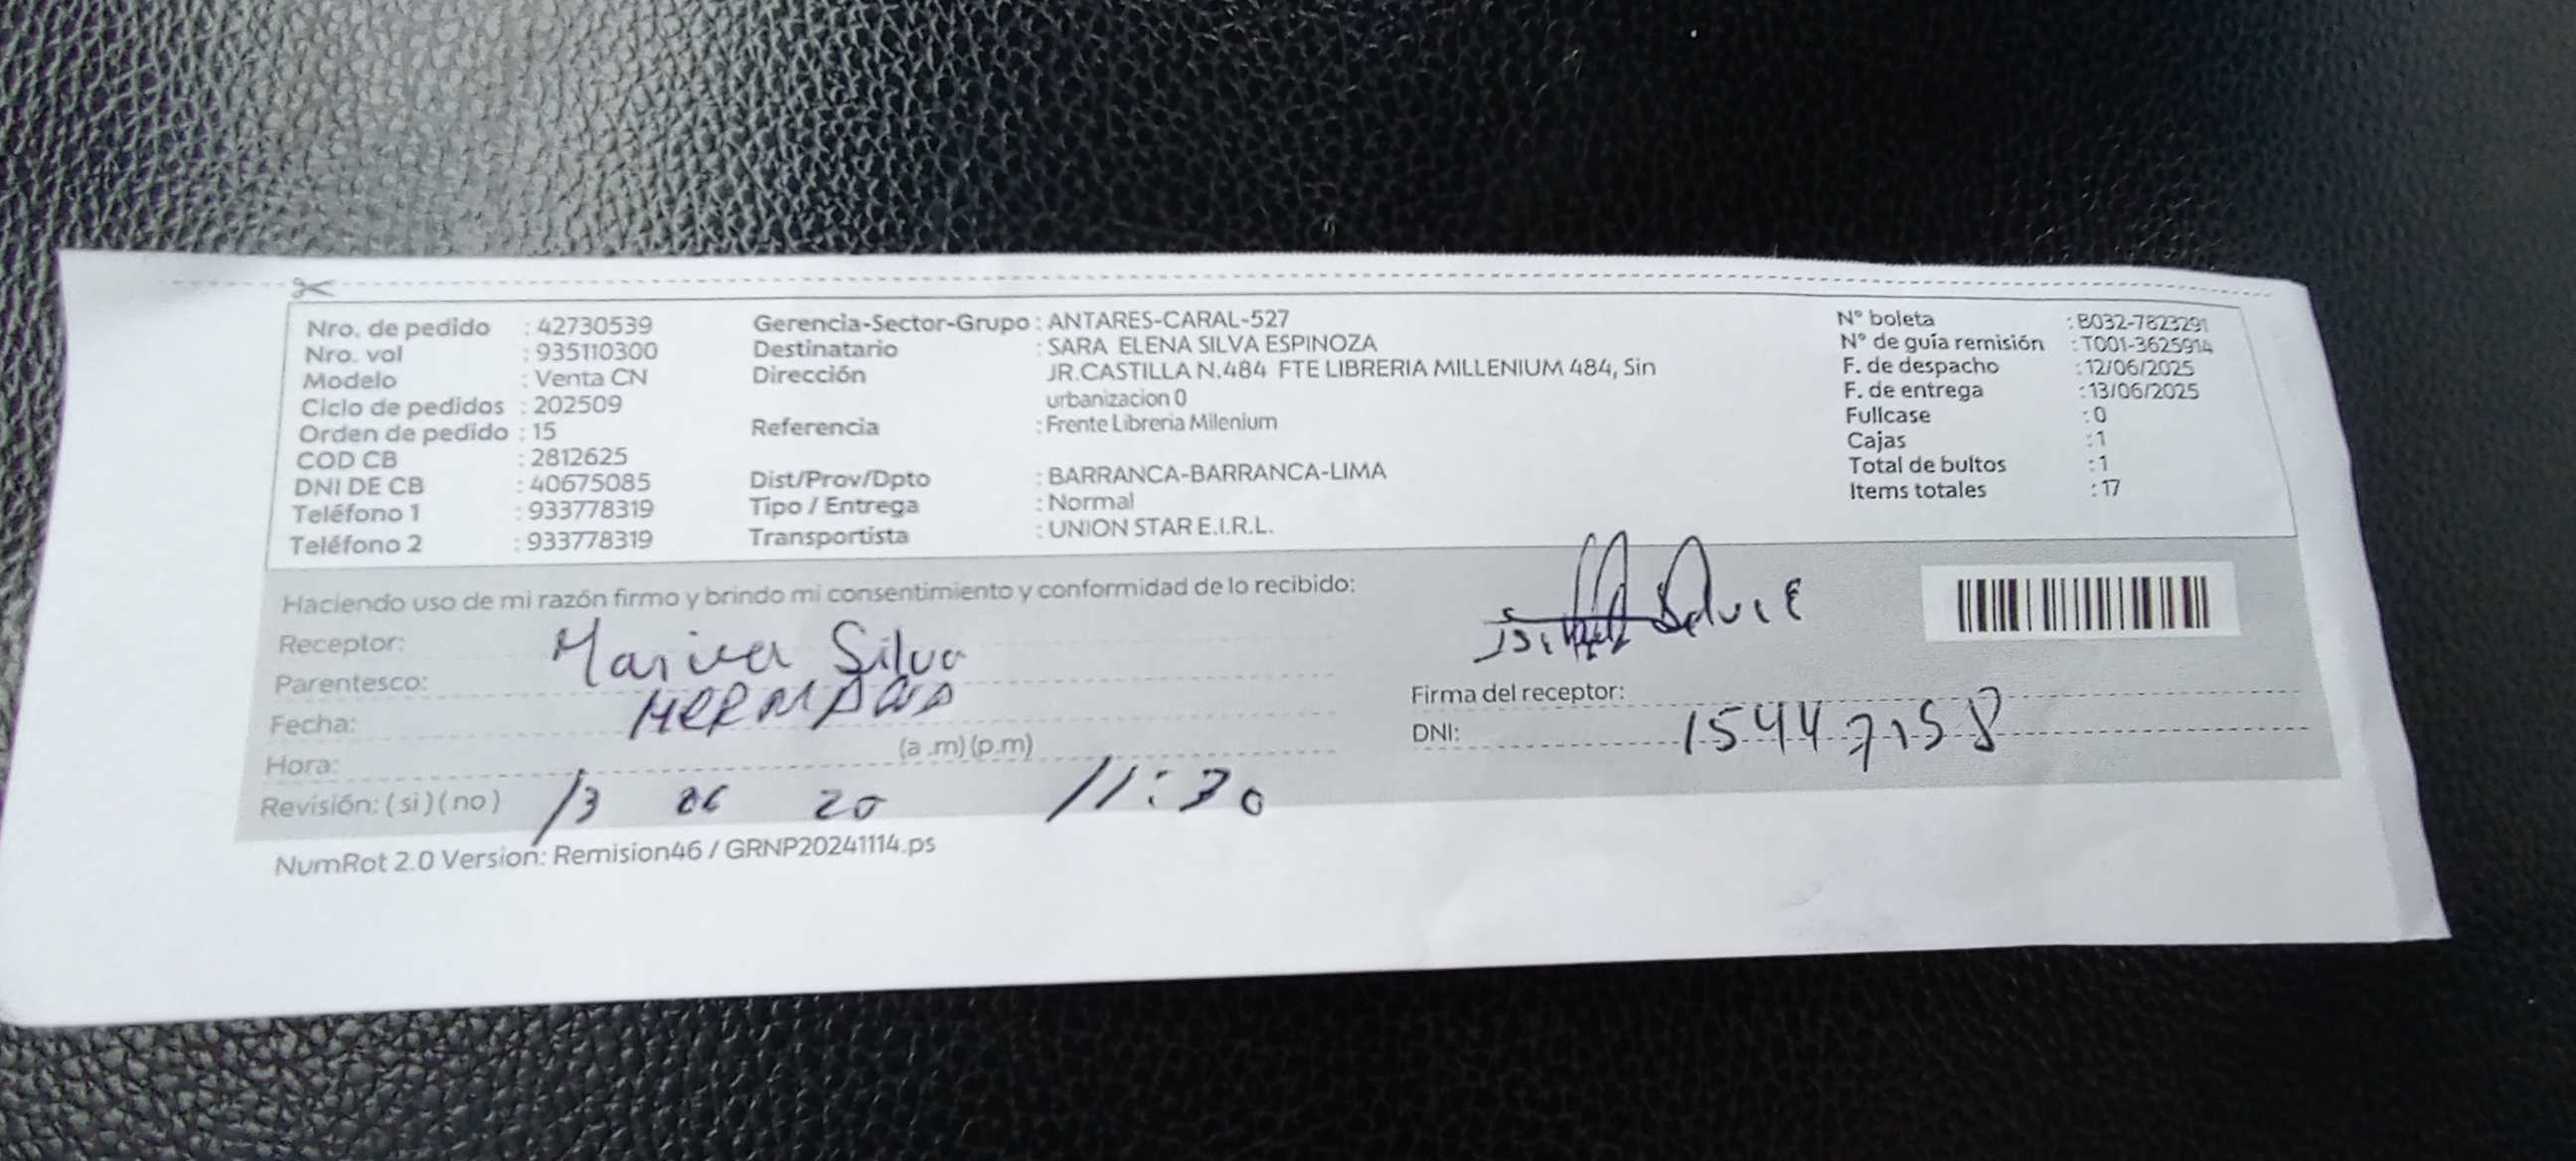 Nro. de pedido : 42730539
Nro. vol : 935110300
Modelo : Venta CN
Ciclo de pedidos : 202509
Orden de pedido : 15
COD CB : 2812625
DNI DE CB : 40675085
Teléfono 1 : 933778319
Teléfono 2 : 933778319
Gerencia-Sector-Grupo : ANTARES-CARAL-527
Destinatario : SARA ELENA SILVA ESPINOZA
Dirección JR.CASTILLA N.484 FTE LIBRERIA MILLENIUM 484, Sin
urbanizacion 0
Referencia : Frente Libreria Milenium
Dist/Prov/Dpto : BARRANCA-BARRANCA-LIMA
Tipo / Entrega : Normal
Transportista : UNION STAR E.I.R.L.
N° boleta : B032-7823291
N° de guía remisión : T001-3625914
F. de despacho : 12/06/2025
F. de entrega : 13/06/2025
Fullcase : 0
Cajas : 1
Total de bultos : 1
Items totales : 17
Haciendo uso de mi razón firmo y brindo mi consentimiento y conformidad de lo recibido:
Receptor: Silva
Parentesco: HERMANA
Fecha:
Hora: (a .m) (p.m)
Revisión: ( si ) ( no ) 13 06 20 11:30
Firma del receptor:
DNI: 15447158
NumRot 2.0 Version: Remision46 / GRNP20241114.ps